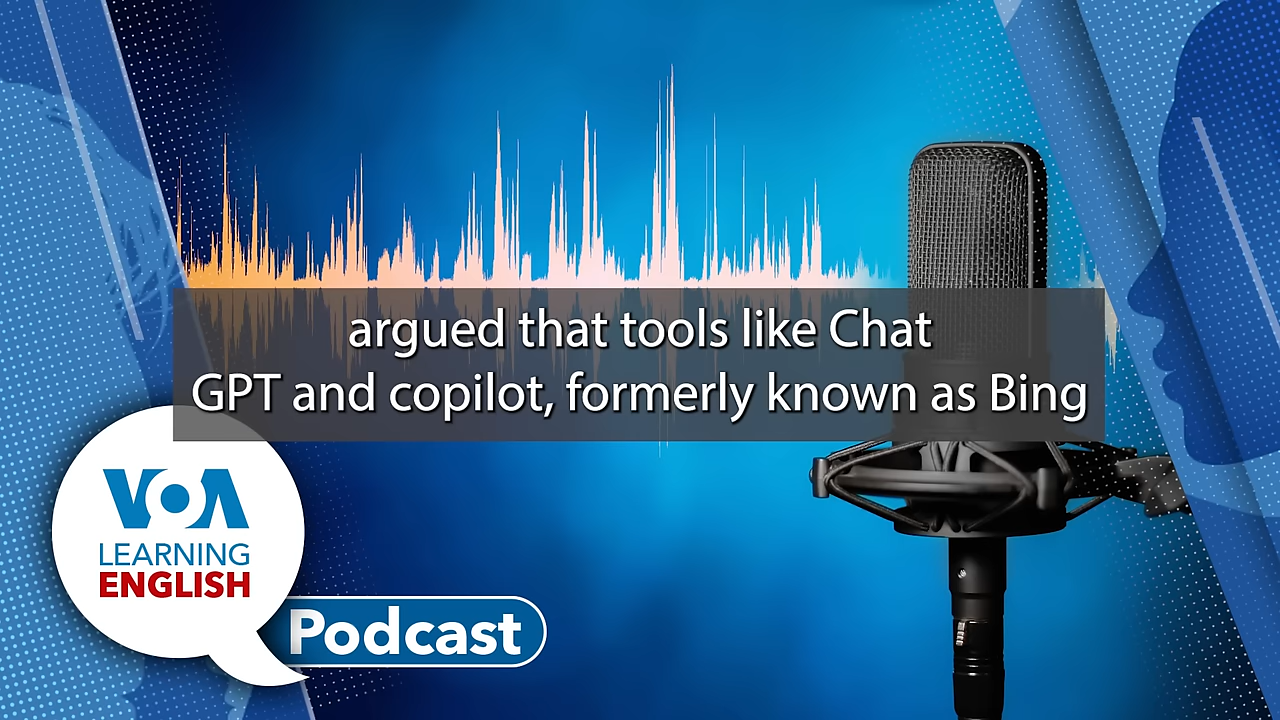 argued that tools like Chat
GPT and copilot, formerly known as Bing
VOA
LEARNING
ENGLISH
Podcast